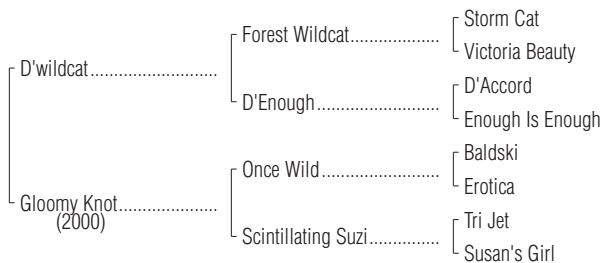 Storm Cat
Forest Wildcat
Victoria Beauty
D'wildcat
D'Accord
D'Enough
Enough Is Enough
Baldski
Once Wild
Erotica
Gloomy Knot
(2000)
Tri Jet
Scintillating Suzi
Susan's Girl